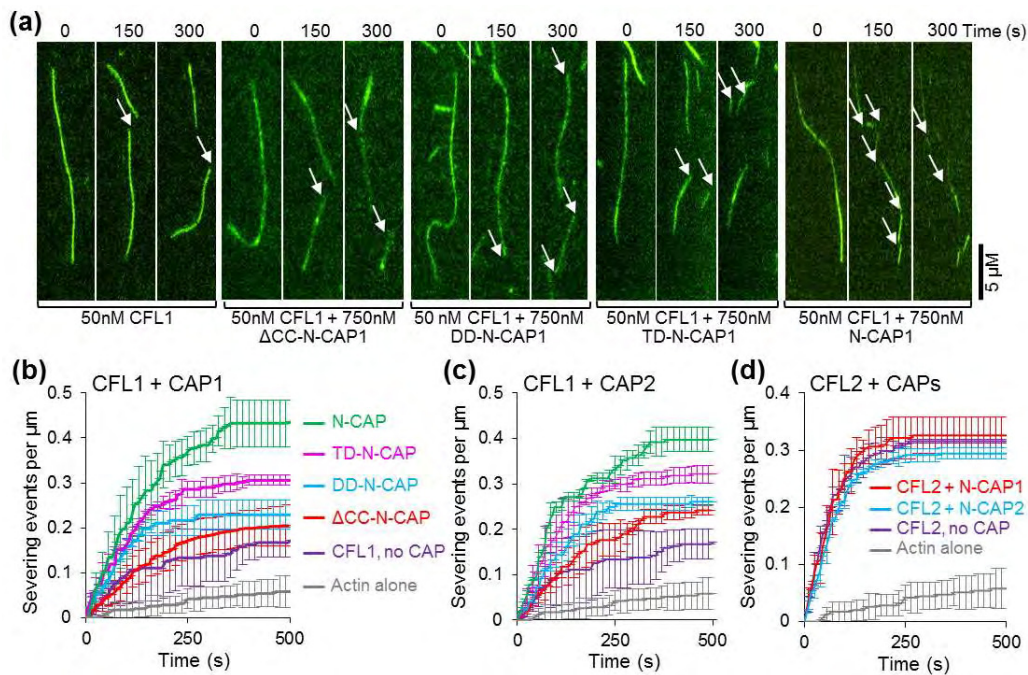 (a)
0 150 300 0 150 300 0 150 300 0 150 300 0 150 300 Time (s)
5 µM
50nM CFL1
50nM CFL1 + 750nM
ΔCC-N-CAP1
50 nM CFL1 + 750nM
DD-N-CAP1
50 nM CFL1 + 750nM
TD-N-CAP1
50nM CFL1 + 750nM
N-CAP1
(b) CFL1 + CAP1
Severing events per µm
0.5
0.4
0.3
0.2
0.1
0
0 250 500
Time (s)
N-CAP
TD-N-CAP
DD-N-CAP
ΔCC-N-CAP
CFL1, no CAP
Actin alone
(c) CFL1 + CAP2
Severing events per µm
0.5
0.4
0.3
0.2
0.1
0
0 250 500
Time (s)
(d) CFL2 + CAPs
Severing events per µm
0.4
0.3
0.2
0.1
0
0 250 500
Time (s)
CFL2 + N-CAP1
CFL2 + N-CAP2
CFL2, no CAP
Actin alone